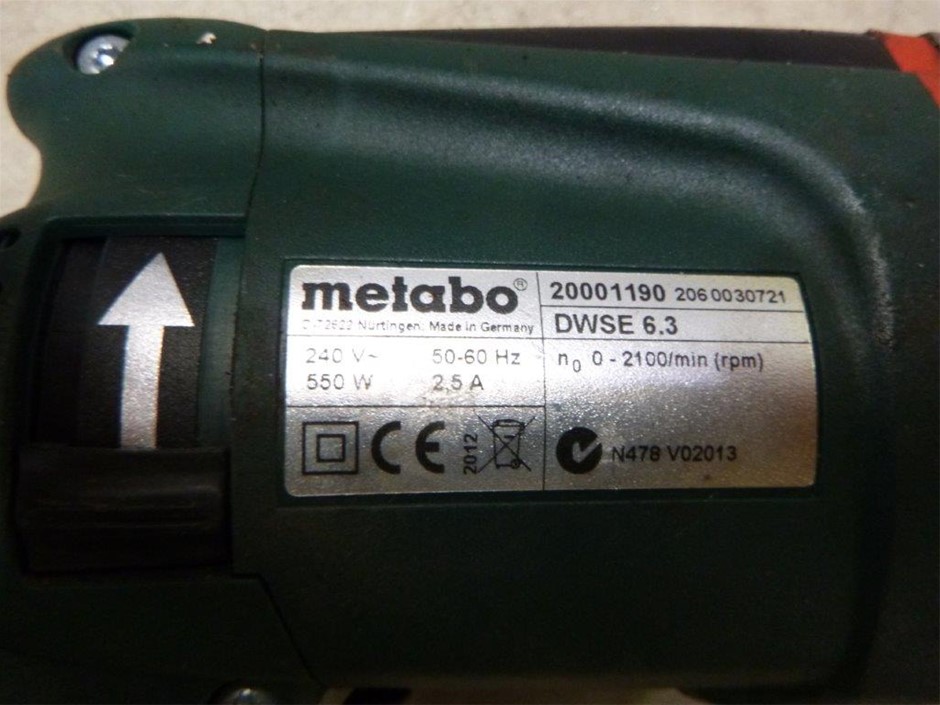 metabo®
D-72622 Nürtingen, Made in Germany
240 V~ 50-60 Hz
550 W 2,5 A
CE 2012
20001190 2060030721
DWSE 6.3
n0 0 - 2100/min (rpm)
N478 V02013